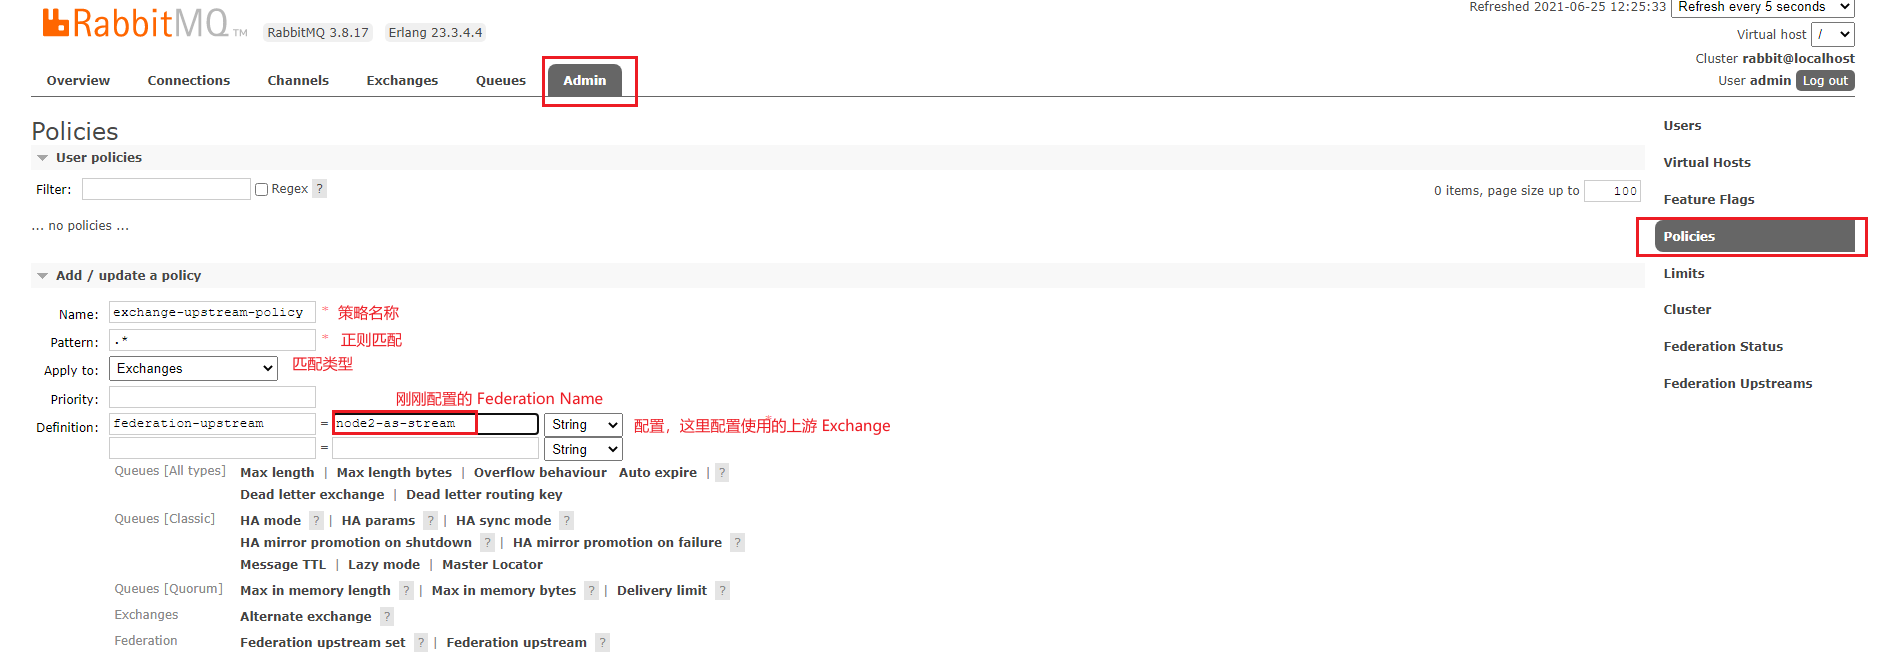 Refreshed 2021-06-25 12:25:33 Refresh every 5 seconds
RabbitMQ TM RabbitMQ 3.8.17 Erlang 23.3.4.4
Virtual host /
Cluster rabbit@localhost
User admin Log out
Overview Connections Channels Exchanges Queues Admin
Policies
User policies
Filter: Regex ?
0 items, page size up to 100
... no policies ...
Add / update a policy
Name: exchange-upstream-policy * 策略名称
Pattern: .* * 正则匹配
Apply to: Exchanges 匹配类型
Priority:
刚刚配置的 Federation Name
Definition: federation-upstream = node2-as-stream String * 配置，这里配置使用的上游 Exchange
= String
Queues [All types] Max length | Max length bytes | Overflow behaviour Auto expire | ?
Dead letter exchange | Dead letter routing key
Queues [Classic] HA mode ? | HA params ? | HA sync mode ?
HA mirror promotion on shutdown ? | HA mirror promotion on failure ?
Message TTL | Lazy mode | Master Locator
Queues [Quorum] Max in memory length ? | Max in memory bytes ? | Delivery limit ?
Exchanges Alternate exchange ?
Federation Federation upstream set ? | Federation upstream ?
Users
Virtual Hosts
Feature Flags
Policies
Limits
Cluster
Federation Status
Federation Upstreams